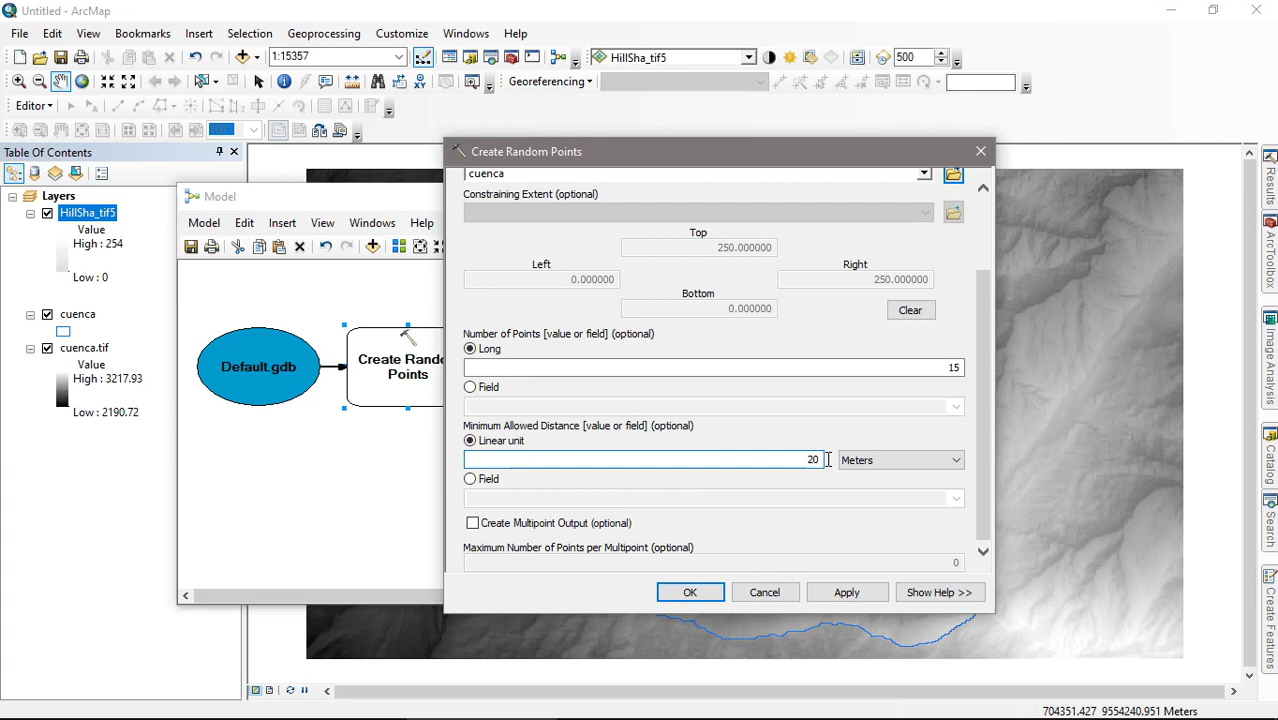 Untitled - ArcMap
File Edit View Bookmarks Insert Selection Geoprocessing Customize Windows Help
1:15357
HillSha_tif5
500
Georeferencing
Editor
Table Of Contents
Layers
HillSha_tif5
Value
High : 254
Low : 0
cuenca
cuenca.tif
Value
High : 3217.93
Low : 2190.72
Model
Model Edit Insert View Windows Help
Default.gdb
Create Rando
Points
Create Random Points
cuenca
Constraining Extent (optional)
Top
250.000000
Left Right
0.000000 250.000000
Bottom
0.000000
Clear
Number of Points [value or field] (optional)
Long
15
Field
Minimum Allowed Distance [value or field] (optional)
Linear unit
20 Meters
Field
Create Multipoint Output (optional)
Maximum Number of Points per Multipoint (optional)
0
OK Cancel Apply Show Help >>
Results
ArcToolbox
Image Analysis
Catalog
Search
Create Features
704351.427 9554240.951 Meters